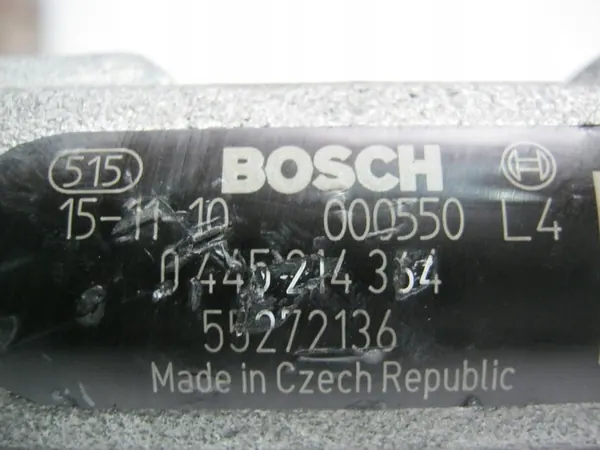 515 BOSCH
15-11-10 000550 L4
0 445 214 364
55272136
Made in Czech Republic